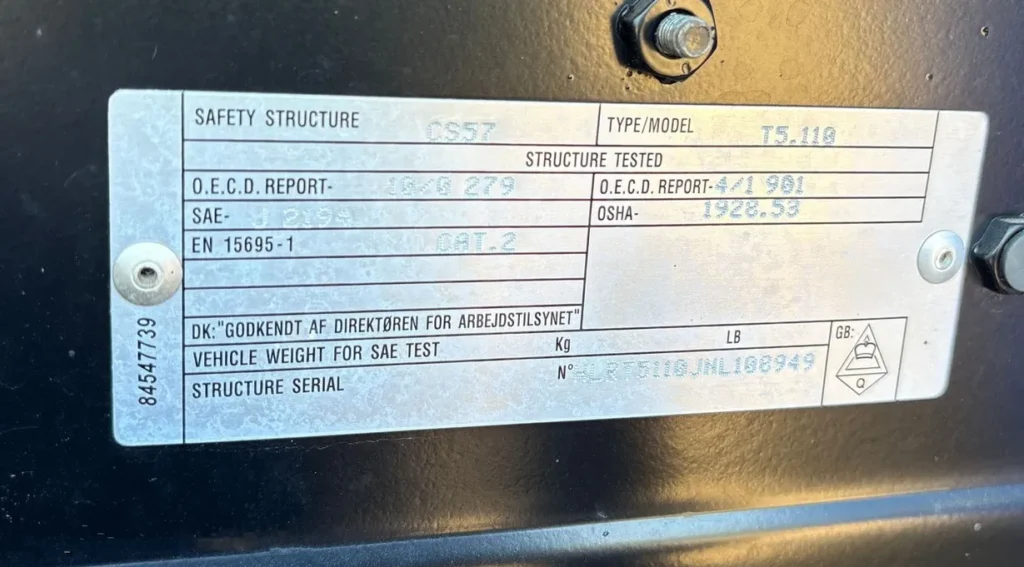 SAFETY STRUCTURE CS57 TYPE/MODEL T5.110
STRUCTURE TESTED
O.E.C.D. REPORT- 10/0 279 O.E.C.D. REPORT- 4/1 901
SAE- J 2194 OSHA- 1928.53
EN 15695-1 CAT.2
DK:"GODKENDT AF DIREKTØREN FOR ARBEJDSTILSYNET"
VEHICLE WEIGHT FOR SAE TEST Kg LB
STRUCTURE SERIAL N°
GB:
Q
84547739